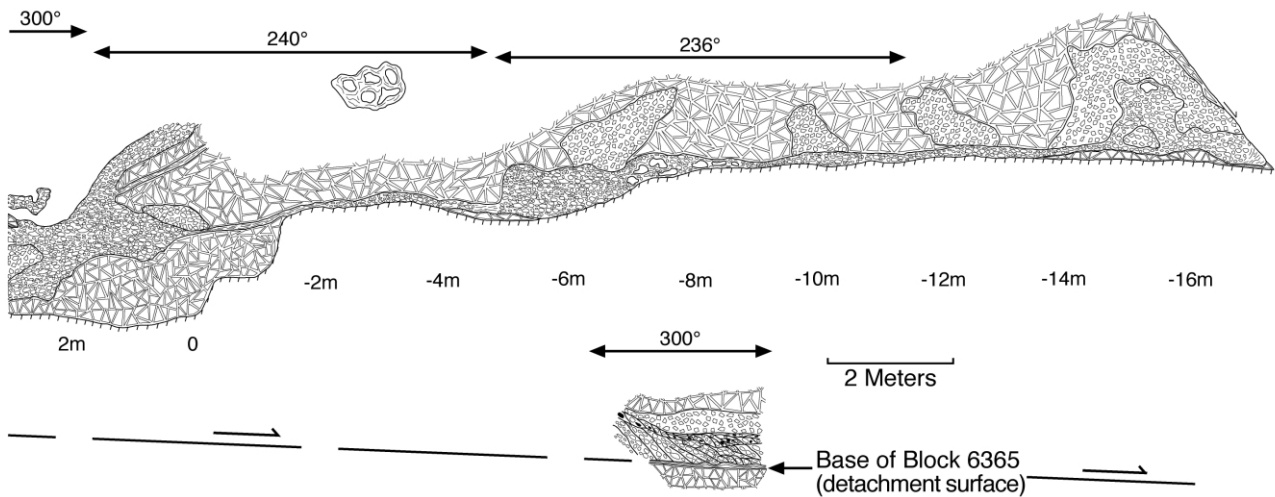 300°
240°
236°
-2m
-4m
-6m
-8m
-10m
-12m
-14m
-16m
2m
0
300°
2 Meters
Base of Block 6365
(detachment surface)